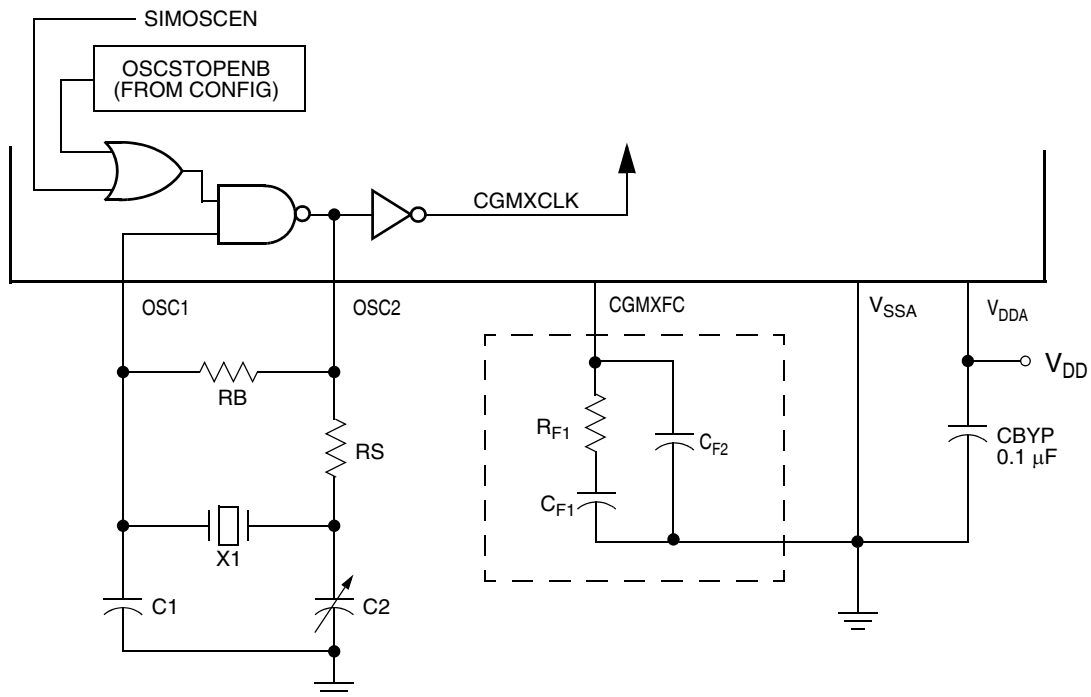 SIMOSCEN
OSCSTOPENB
(FROM CONFIG)
CGMXCLK
OSC1
OSC2
CGMXFC
VSSA
VDDA
VDD
RB
RF1
CF2
CBYP
0.1 μF
RS
CF1
X1
C1
C2